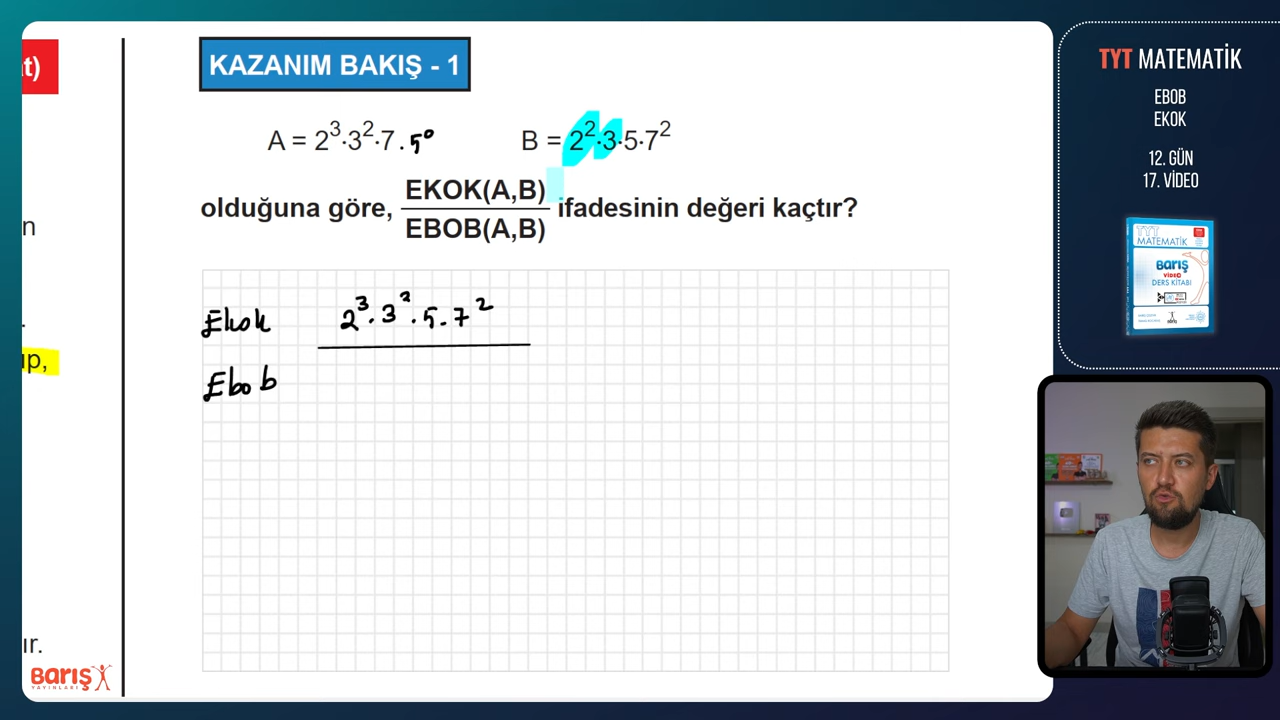 t)
KAZANIM BAKIŞ - 1
A = 2³·3²·7.5⁰
B = 2²·3·5·7²
olduğuna göre, EKOK(A,B) / EBOB(A,B) ifadesinin değeri kaçtır?
Ekok 2³.3².5.7²
Ebob
n
.
ıp,
ır.
BARIŞ
YAYINLARI
TYT MATEMATİK
EBOB
EKOK
12. GÜN
17. VİDEO
TYT
MATEMATİK
BARIŞ
VİDEO
DERS KİTABI